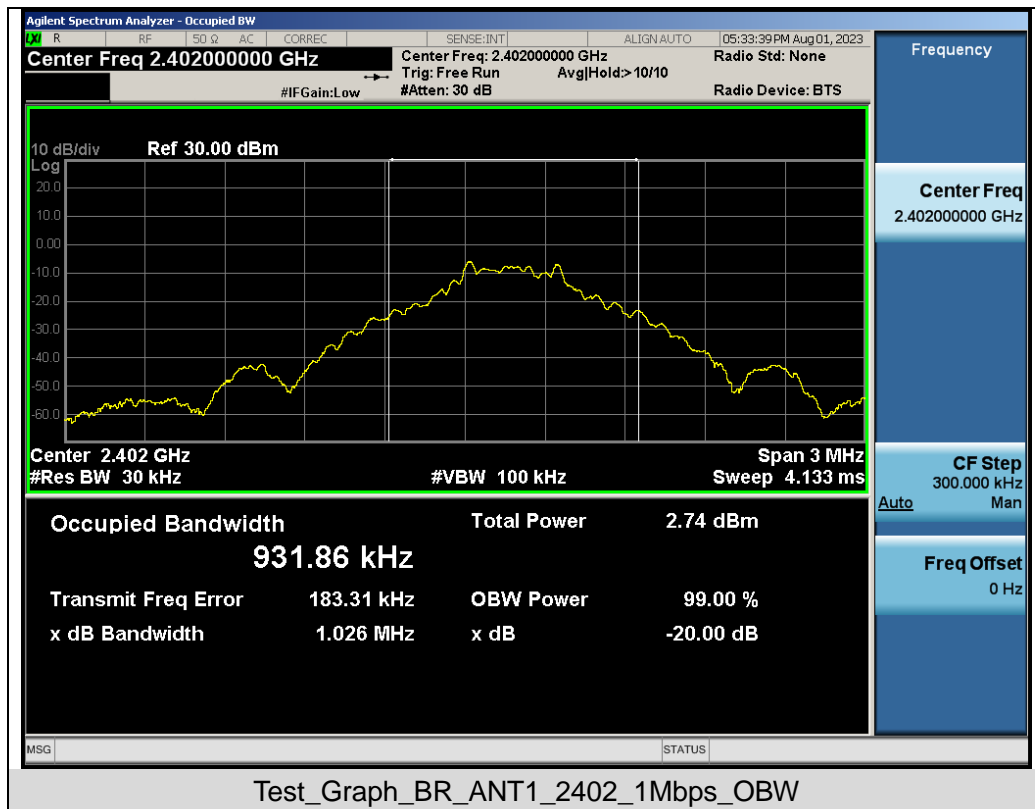 Agilent Spectrum Analyzer - Occupied BW
LXI R RF 50 Ω AC CORREC SENSE:INT ALIGN AUTO 05:33:39 PM Aug 01, 2023
Center Freq 2.402000000 GHz
Center Freq: 2.402000000 GHz Radio Std: None
Trig: Free Run Avg|Hold:> 10/10
#IFGain:Low #Atten: 30 dB Radio Device: BTS
10 dB/div Ref 30.00 dBm
Log
20.0
10.0
0.00
-10.0
-20.0
-30.0
-40.0
-50.0
-60.0
Center 2.402 GHz Span 3 MHz
#Res BW 30 kHz #VBW 100 kHz Sweep 4.133 ms
Occupied Bandwidth Total Power 2.74 dBm
931.86 kHz
Transmit Freq Error 183.31 kHz OBW Power 99.00 %
x dB Bandwidth 1.026 MHz x dB -20.00 dB
MSG STATUS
Frequency
Center Freq
2.402000000 GHz
CF Step
300.000 kHz
Auto Man
Freq Offset
0 Hz
Test_Graph_BR_ANT1_2402_1Mbps_OBW